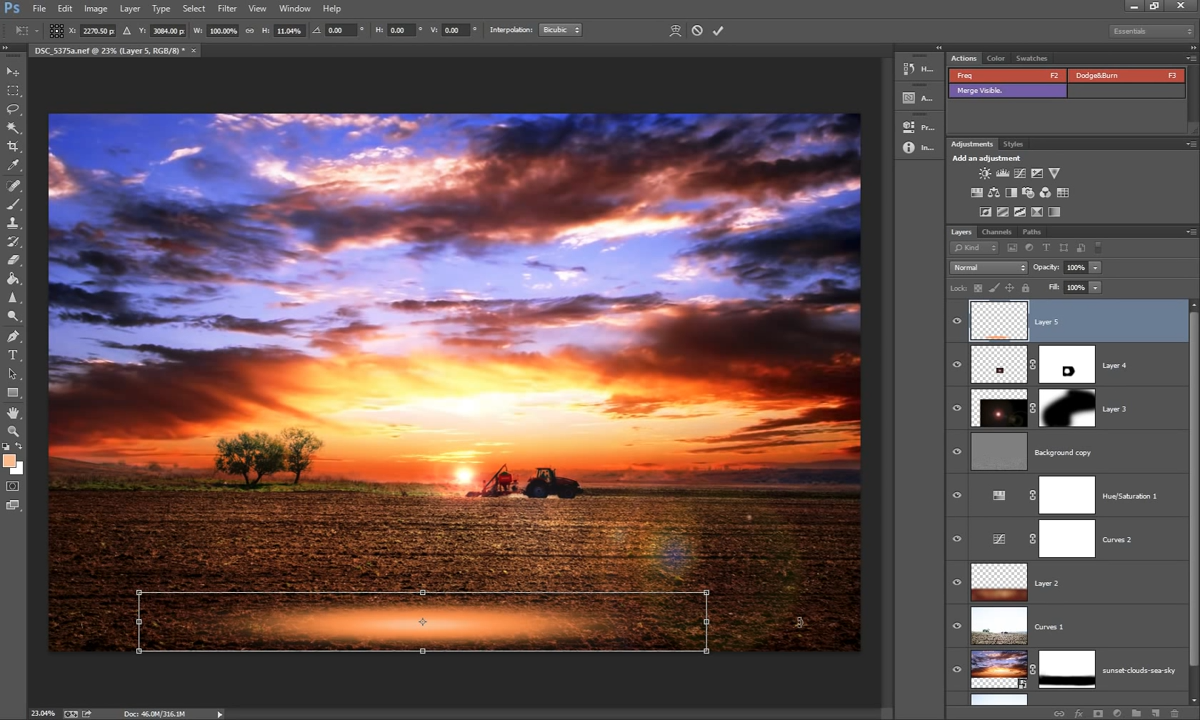 Ps File Edit Image Layer Type Select Filter View Window Help
X: 2270.50 p: Y: 3084.00 p: W: 100.00% H: 11.04% 0.00 ° H: 0.00 ° V: 0.00 ° Interpolation: Bicubic Essentials
DSC_5375a.nef @ 23% (Layer 5, RGB/8) * ×
H...
A...
Pr...
In...
Actions Color Swatches
Freq F2 Dodge&Burn F3
Merge Visible.
Adjustments Styles
Add an adjustment
Layers Channels Paths
Kind
Normal Opacity: 100%
Lock: Fill: 100%
Layer 5
Layer 4
Layer 3
Background copy
Hue/Saturation 1
Curves 2
Layer 2
Curves 1
sunset-clouds-sea-sky
23.04% Doc: 46.0M/316.1M